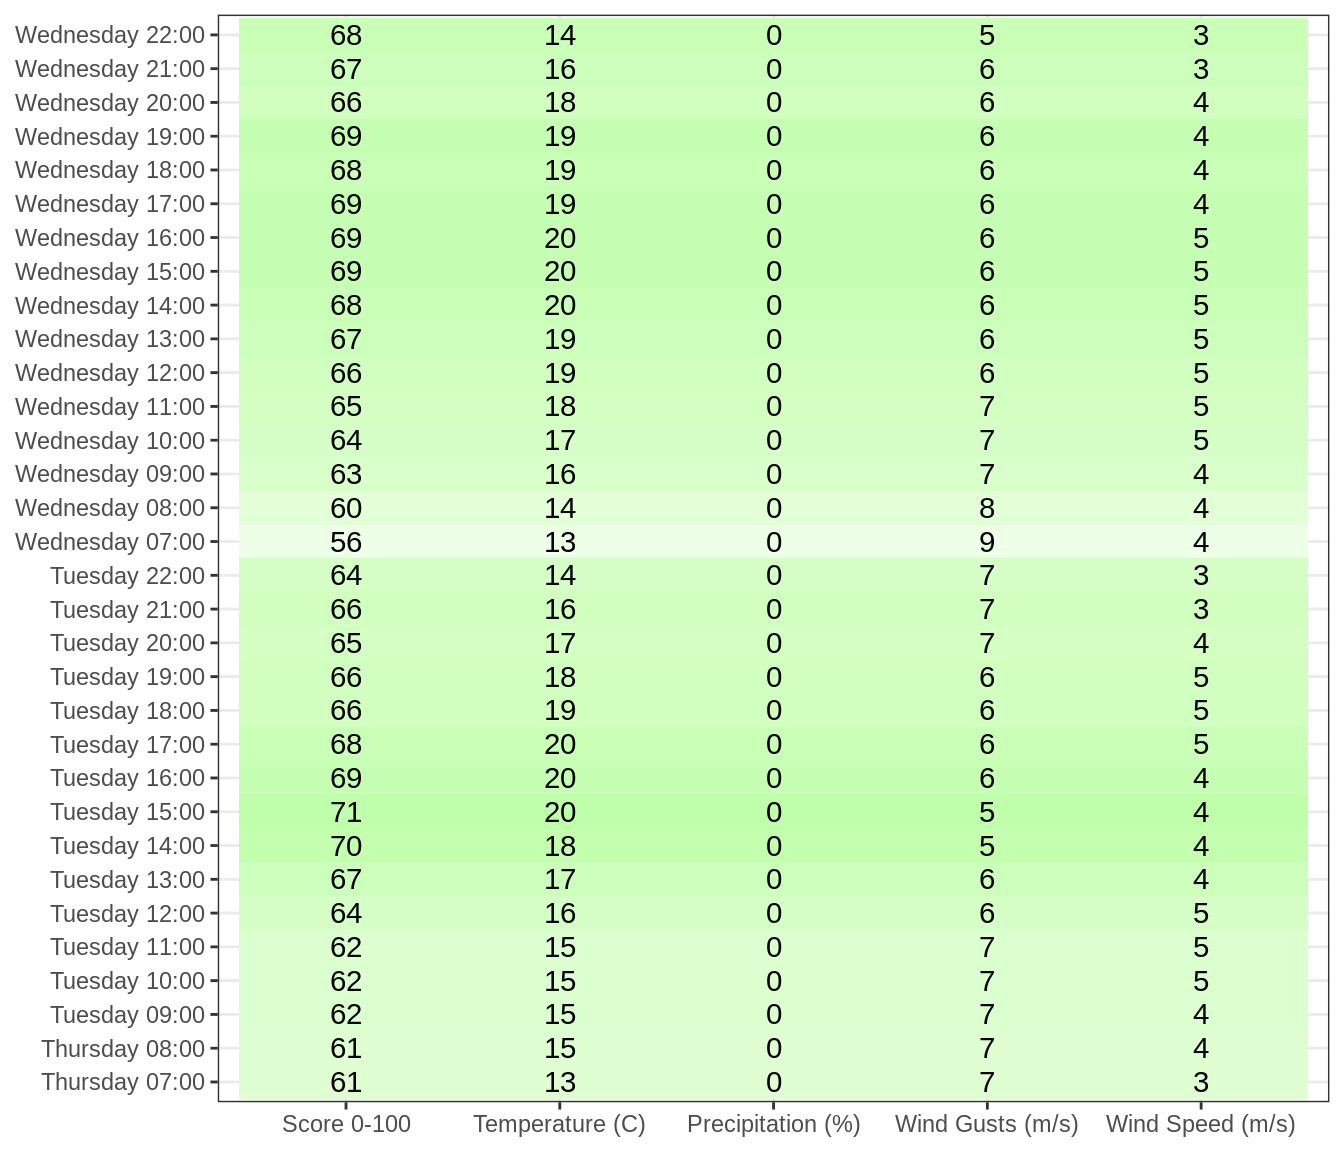 Wednesday 22:00 68 14 0 5 3
Wednesday 21:00 67 16 0 6 3
Wednesday 20:00 66 18 0 6 4
Wednesday 19:00 69 19 0 6 4
Wednesday 18:00 68 19 0 6 4
Wednesday 17:00 69 19 0 6 4
Wednesday 16:00 69 20 0 6 5
Wednesday 15:00 69 20 0 6 5
Wednesday 14:00 68 20 0 6 5
Wednesday 13:00 67 19 0 6 5
Wednesday 12:00 66 19 0 6 5
Wednesday 11:00 65 18 0 7 5
Wednesday 10:00 64 17 0 7 5
Wednesday 09:00 63 16 0 7 4
Wednesday 08:00 60 14 0 8 4
Wednesday 07:00 56 13 0 9 4
Tuesday 22:00 64 14 0 7 3
Tuesday 21:00 66 16 0 7 3
Tuesday 20:00 65 17 0 7 4
Tuesday 19:00 66 18 0 6 5
Tuesday 18:00 66 19 0 6 5
Tuesday 17:00 68 20 0 6 5
Tuesday 16:00 69 20 0 6 4
Tuesday 15:00 71 20 0 5 4
Tuesday 14:00 70 18 0 5 4
Tuesday 13:00 67 17 0 6 4
Tuesday 12:00 64 16 0 6 5
Tuesday 11:00 62 15 0 7 5
Tuesday 10:00 62 15 0 7 5
Tuesday 09:00 62 15 0 7 4
Thursday 08:00 61 15 0 7 4
Thursday 07:00 61 13 0 7 3
Score 0-100 Temperature (C) Precipitation (%) Wind Gusts (m/s) Wind Speed (m/s)